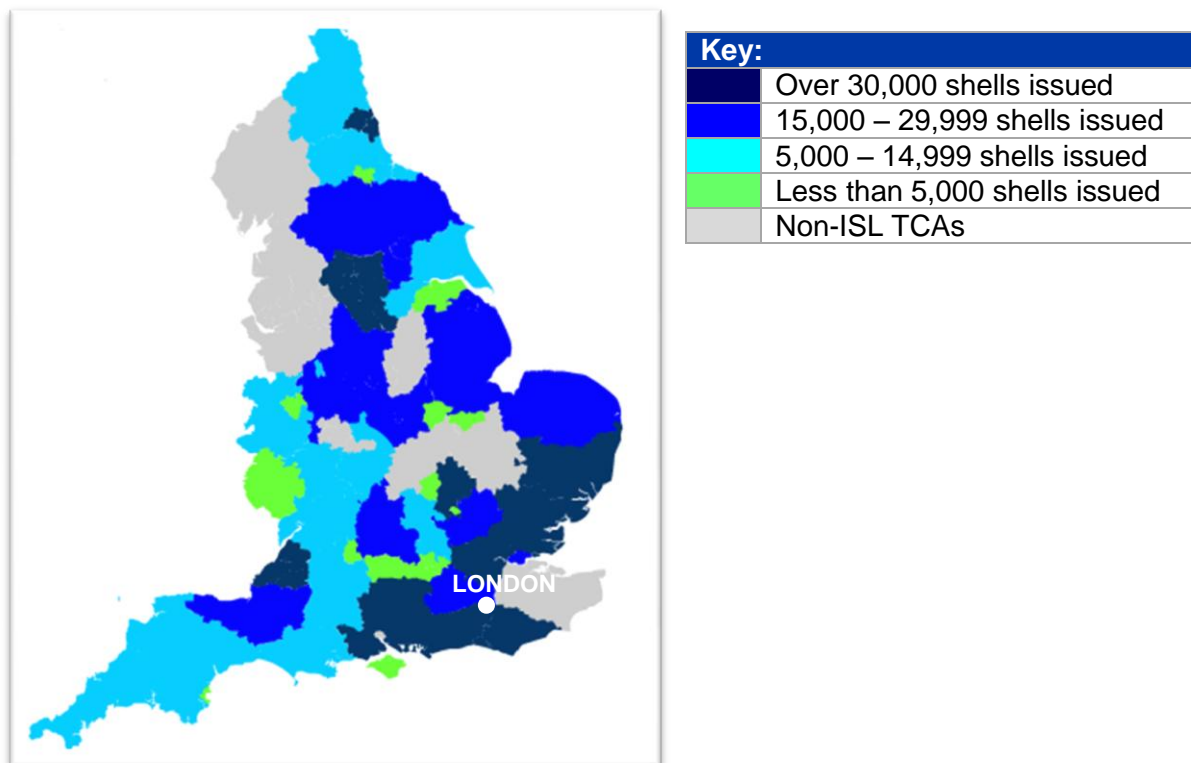 Key:
Over 30,000 shells issued
15,000 – 29,999 shells issued
5,000 – 14,999 shells issued
Less than 5,000 shells issued
Non-ISL TCAs
LONDON